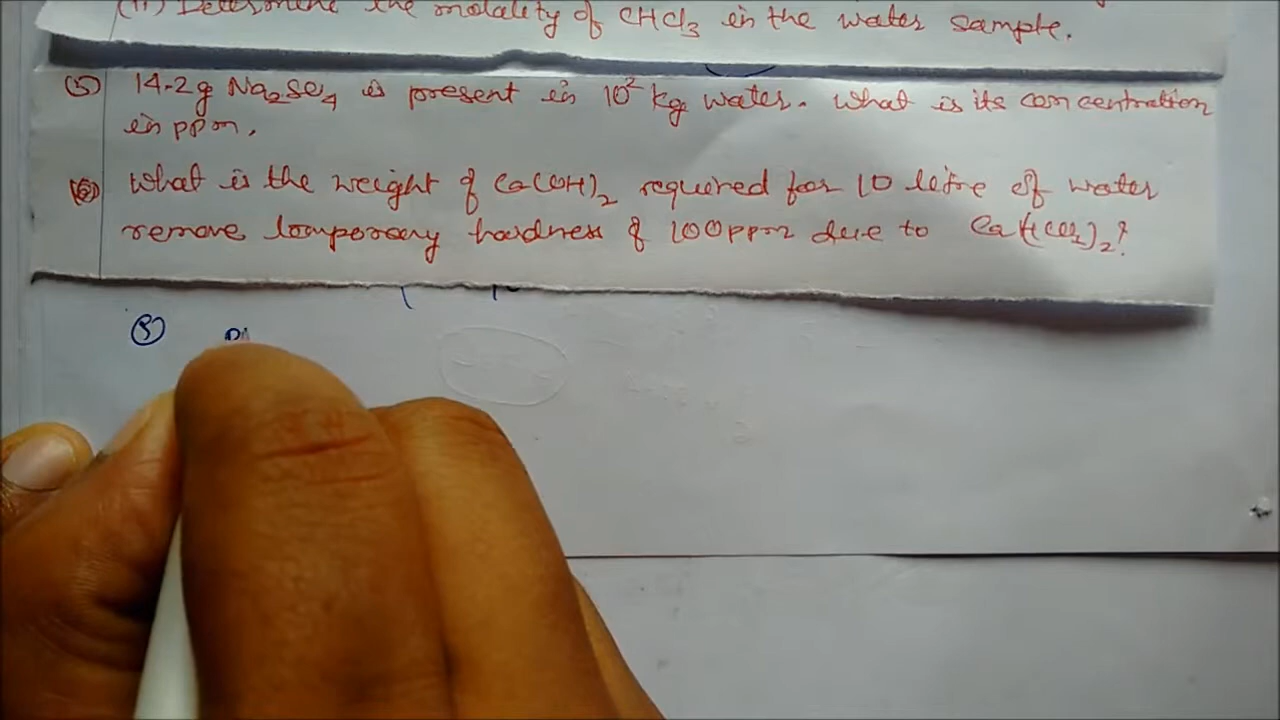 (ii) Determine the molality of CHCl3 in the water sample.
(5) 14.2g Na2SO4 is present in 10² kg water. What is its concentration
in ppm.
(6) What is the weight of Ca(OH)2 required for 10 litre of water
remove temporary hardness of 100ppm due to Ca(HCO3)2?
(5)